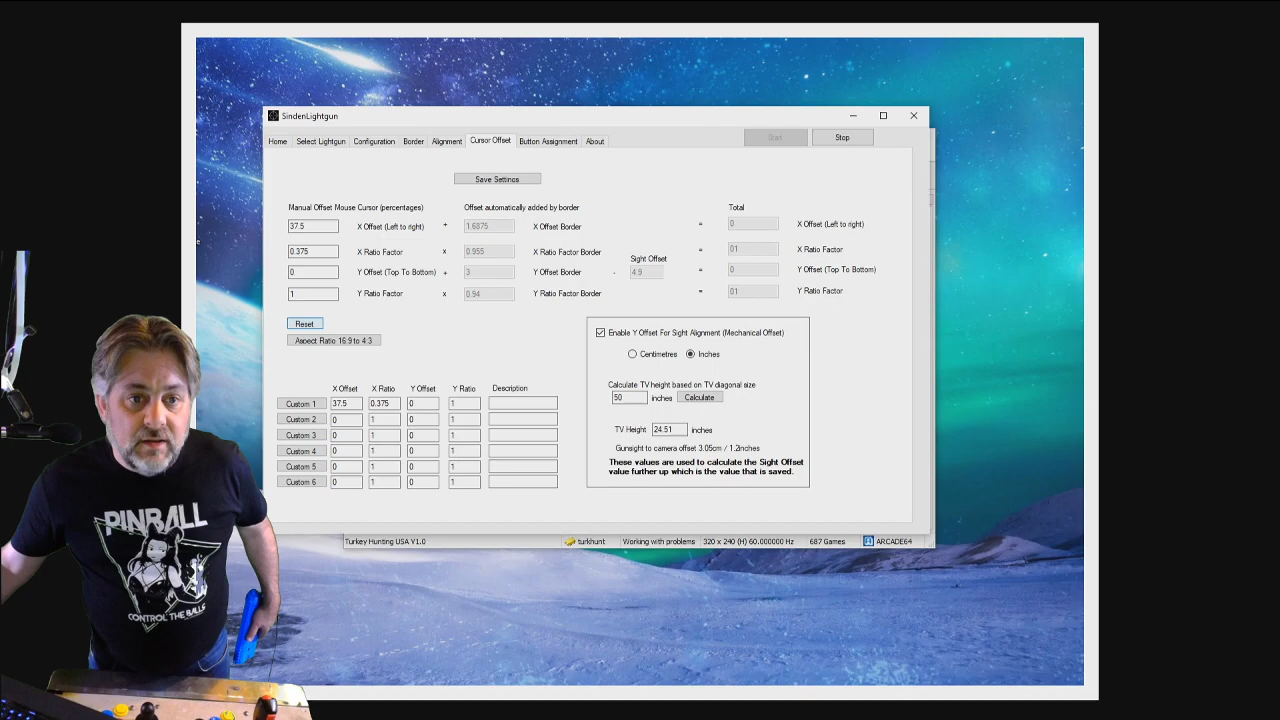 SindenLightgun
Home Select Lightgun Configuration Border Alignment Cursor Offset Button Assignment About
Start Stop
Save Settings
Manual Offset Mouse Cursor (percentages) Offset automatically added by border Total
37.5 X Offset (Left to right) + 1.6875 X Offset Border = 0 X Offset (Left to right)
0.375 X Ratio Factor x 0.955 X Ratio Factor Border = 01 X Ratio Factor
Sight Offset
0 Y Offset (Top To Bottom) + 3 Y Offset Border - 4.9 = 0 Y Offset (Top To Bottom)
1 Y Ratio Factor x 0.94 Y Ratio Factor Border = 01 Y Ratio Factor
Reset
Aspect Ratio 16:9 to 4:3
Enable Y Offset For Sight Alignment (Mechanical Offset)
Centimetres Inches
Calculate TV height based on TV diagonal size
50 inches Calculate
TV Height 24.51 inches
Gunsight to camera offset 3.05cm / 1.2inches
These values are used to calculate the Sight Offset
value further up which is the value that is saved.
X Offset X Ratio Y Offset Y Ratio Description
Custom 1 37.5 0.375 0 1
Custom 2 0 1 0 1
Custom 3 0 1 0 1
Custom 4 0 1 0 1
Custom 5 0 1 0 1
Custom 6 0 1 0 1
Turkey Hunting USA V1.0 turkhunt Working with problems 320 x 240 (H) 60.000000 Hz 687 Games ARCADE64
PINBALL
CONTROL THE BALLS